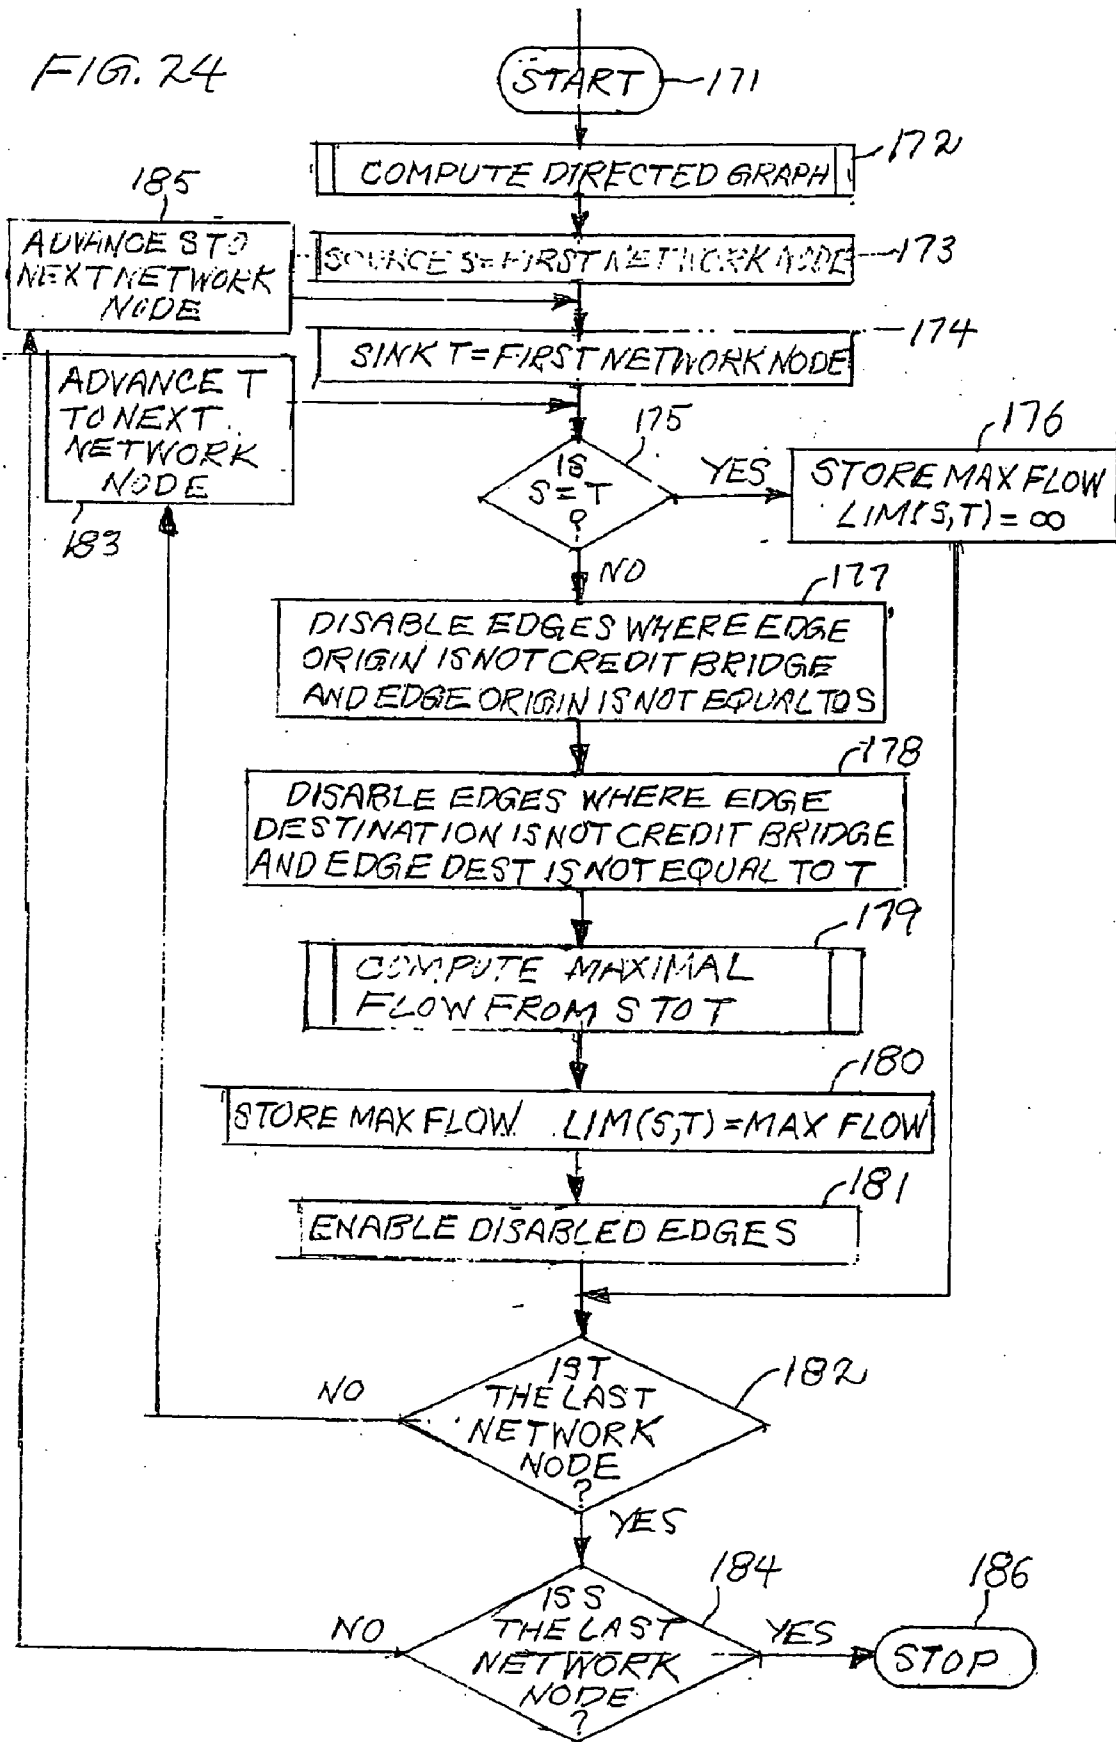 FIG. 24
START
171
COMPUTE DIRECTED GRAPH
172
185
ADVANCE S TO
NEXT NETWORK
NODE
SOURCE S=FIRST NETWORK NODE
173
SINK T=FIRST NETWORK NODE
174
ADVANCE T
TO NEXT
NETWORK
NODE
183
IS
S=T
?
175
YES
176
STORE MAX FLOW
LIM(S,T)=∞
NO
177
DISABLE EDGES WHERE EDGE
ORIGIN IS NOT CREDIT BRIDGE
AND EDGE ORIGIN IS NOT EQUAL TO S
178
DISABLE EDGES WHERE EDGE
DESTINATION IS NOT CREDIT BRIDGE
AND EDGE DEST IS NOT EQUAL TO T
179
COMPUTE MAXIMAL
FLOW FROM S TO T
180
STORE MAX FLOW. LIM(S,T)=MAX FLOW
181
ENABLE DISABLED EDGES
IS T
THE LAST
NETWORK
NODE
?
182
NO
YES
IS S
THE LAST
NETWORK
NODE
?
184
NO
YES
186
STOP